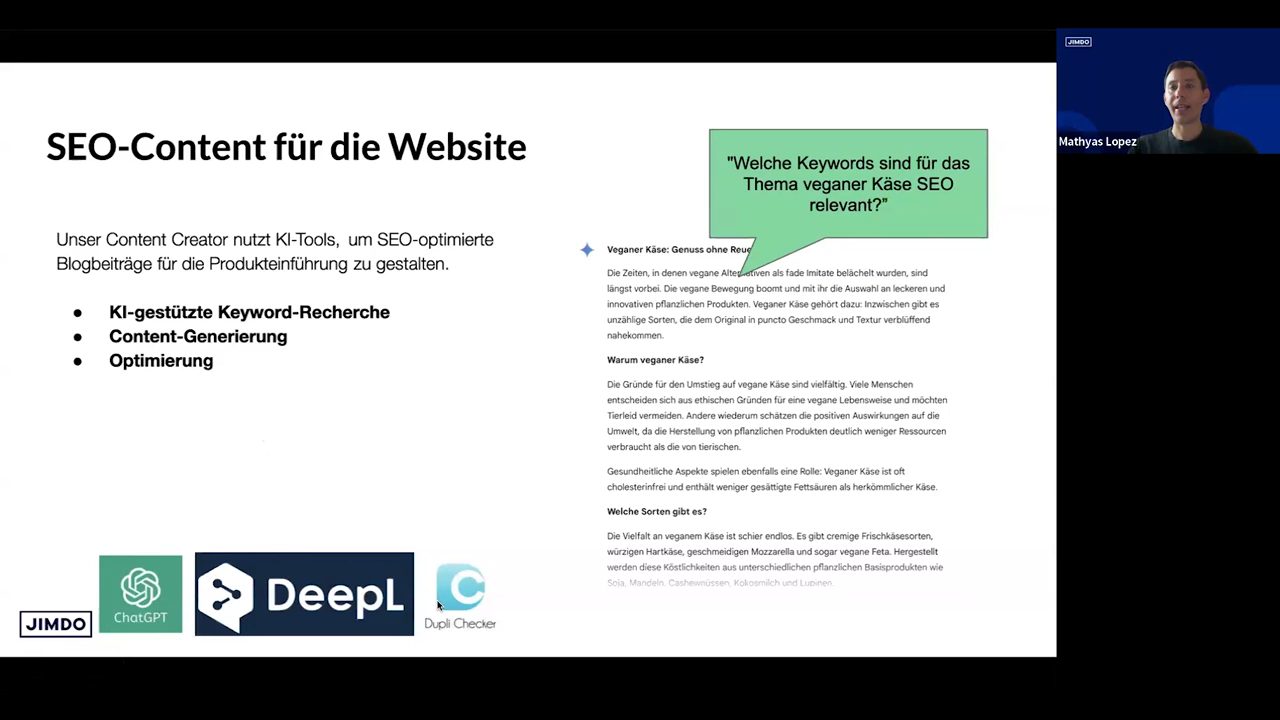 SEO-Content für die Website
Unser Content Creator nutzt KI-Tools, um SEO-optimierte
Blogbeiträge für die Produkteinführung zu gestalten.
● KI-gestützte Keyword-Recherche
● Content-Generierung
● Optimierung
"Welche Keywords sind für das
Thema veganer Käse SEO
relevant?”
Veganer Käse: Genuss ohne Reue
Die Zeiten, in denen vegane Alternativen als fade Imitate belächelt wurden, sind
längst vorbei. Die vegane Bewegung boomt und mit ihr die Auswahl an leckeren und
innovativen pflanzlichen Produkten. Veganer Käse gehört dazu: Inzwischen gibt es
unzählige Sorten, die dem Original in puncto Geschmack und Textur verblüffend
nahekommen.
Warum veganer Käse?
Die Gründe für den Umstieg auf vegane Käse sind vielfältig. Viele Menschen
entscheiden sich aus ethischen Gründen für eine vegane Lebensweise und möchten
Tierleid vermeiden. Andere wiederum schätzen die positiven Auswirkungen auf die
Umwelt, da die Herstellung von pflanzlichen Produkten deutlich weniger Ressourcen
verbraucht als die von tierischen.
Gesundheitliche Aspekte spielen ebenfalls eine Rolle: Veganer Käse ist oft
cholesterinfrei und enthält weniger gesättigte Fettsäuren als herkömmlicher Käse.
Welche Sorten gibt es?
Die Vielfalt an veganem Käse ist schier endlos. Es gibt cremige Frischkäsesorten,
würzigen Hartkäse, geschmeidigen Mozzarella und sogar vegane Feta. Hergestellt
werden diese Köstlichkeiten aus unterschiedlichen pflanzlichen Basisprodukten wie
Soja, Mandeln, Cashewnüssen, Kokosmilch und Lupinen.
JIMDO
ChatGPT
DeepL
Dupli Checker
JIMDO
Mathyas Lopez